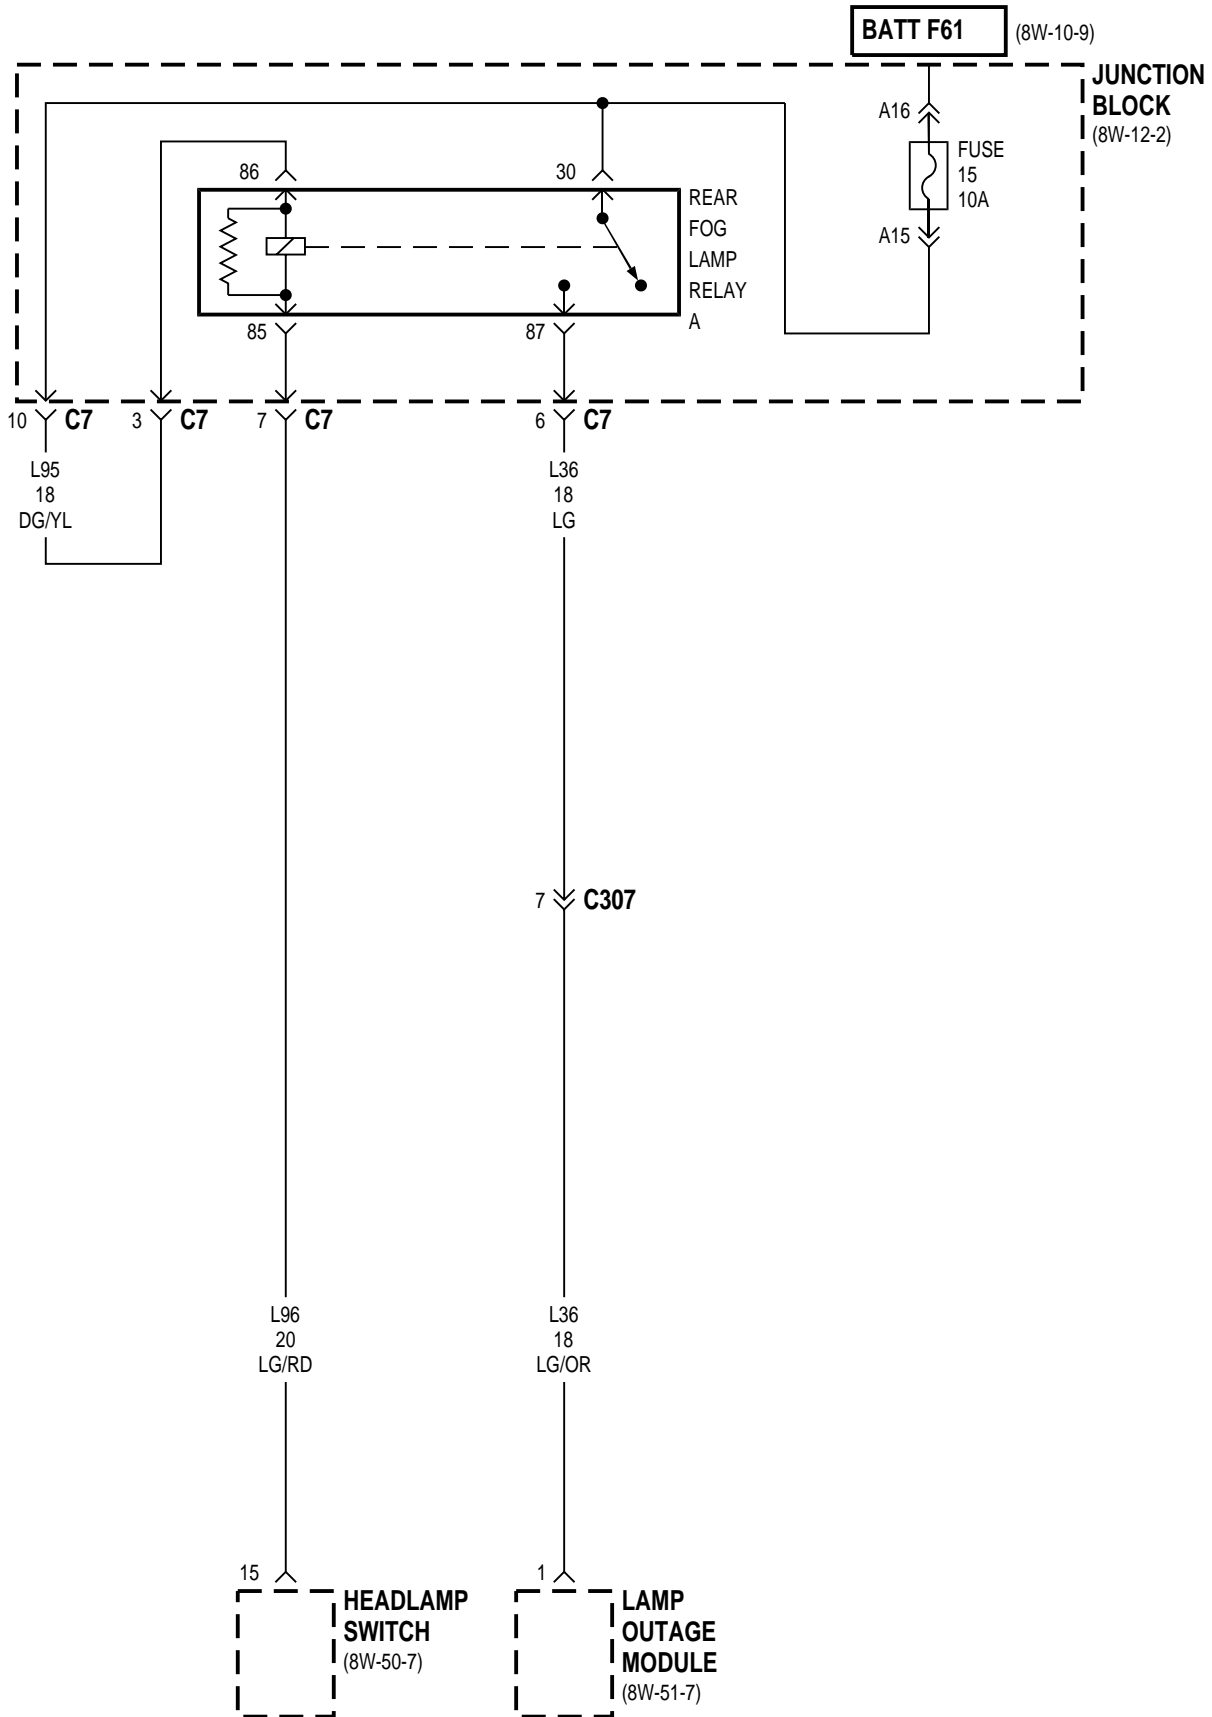 BATT F61 (8W-10-9)
JUNCTION
BLOCK
(8W-12-2)
A16
FUSE
15
10A
A15
86
30
REAR
FOG
LAMP
RELAY
A
85
87
10 C7
3 C7
7 C7
6 C7
L95
18
DG/YL
L36
18
LG
7 C307
L96
20
LG/RD
L36
18
LG/OR
15
HEADLAMP
SWITCH
(8W-50-7)
1
LAMP
OUTAGE
MODULE
(8W-51-7)